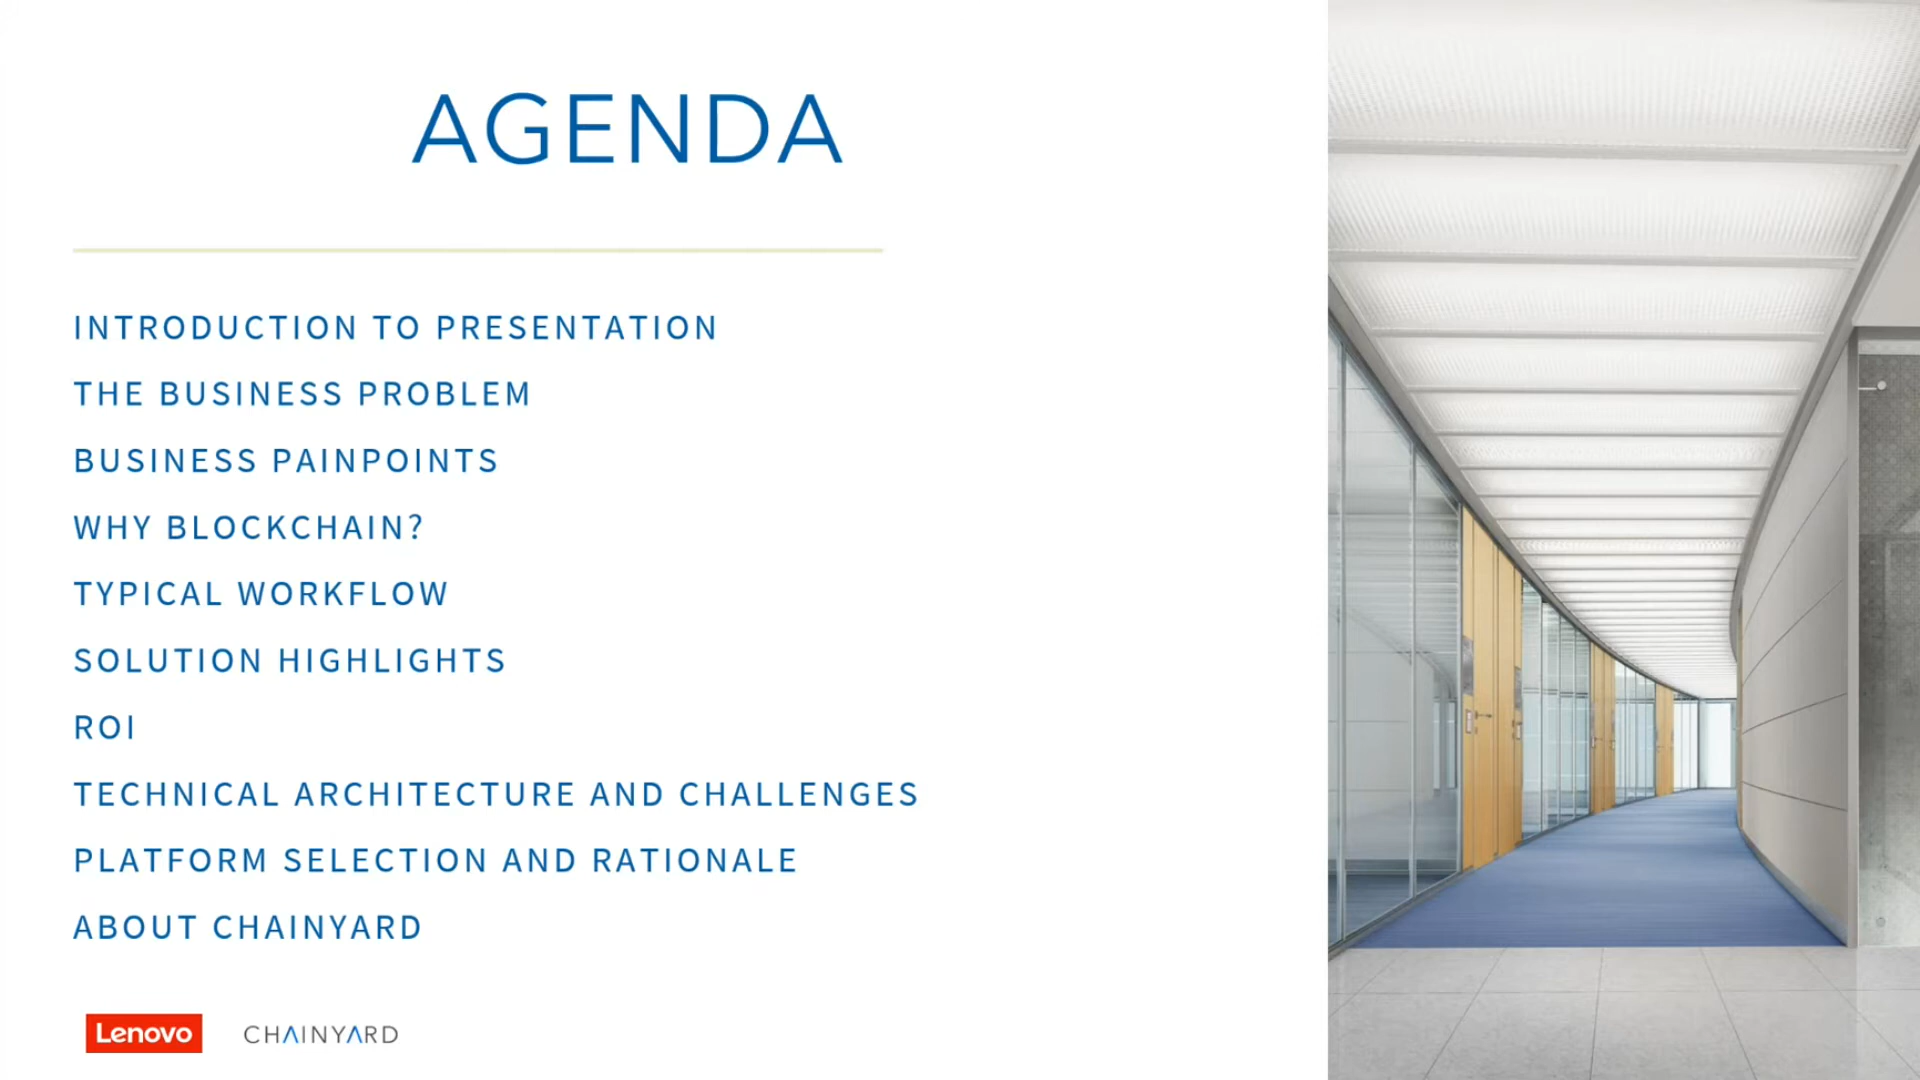 AGENDA
INTRODUCTION TO PRESENTATION
THE BUSINESS PROBLEM
BUSINESS PAINPOINTS
WHY BLOCKCHAIN?
TYPICAL WORKFLOW
SOLUTION HIGHLIGHTS
ROI
TECHNICAL ARCHITECTURE AND CHALLENGES
PLATFORM SELECTION AND RATIONALE
ABOUT CHAINYARD
Lenovo CHAINYARD